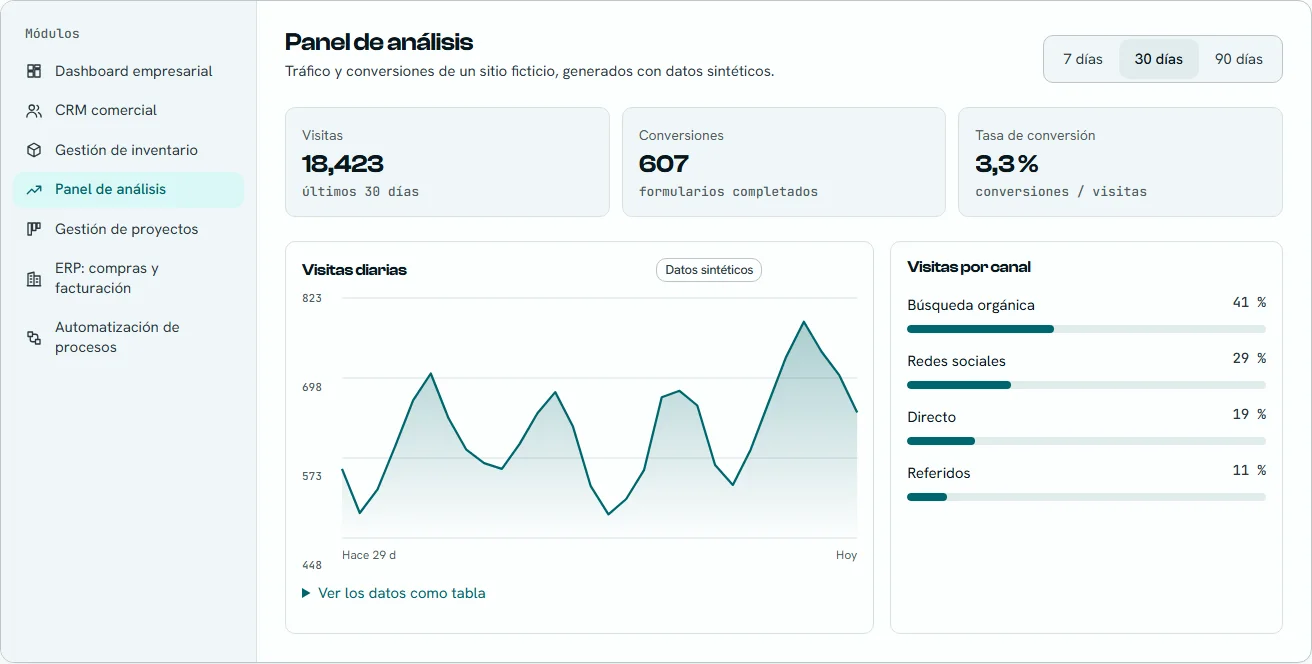 Módulos
Dashboard empresarial
CRM comercial
Gestión de inventario
Panel de análisis
Gestión de proyectos
ERP: compras y
facturación
Automatización de
procesos
Panel de análisis
Tráfico y conversiones de un sitio ficticio, generados con datos sintéticos.
7 días
30 días
90 días
Visitas
18,423
últimos 30 días
Conversiones
607
formularios completados
Tasa de conversión
3,3 %
conversiones / visitas
Visitas diarias
Datos sintéticos
823
698
573
448
Hace 29 d
Hoy
Ver los datos como tabla
Visitas por canal
Búsqueda orgánica
41 %
Redes sociales
29 %
Directo
19 %
Referidos
11 %